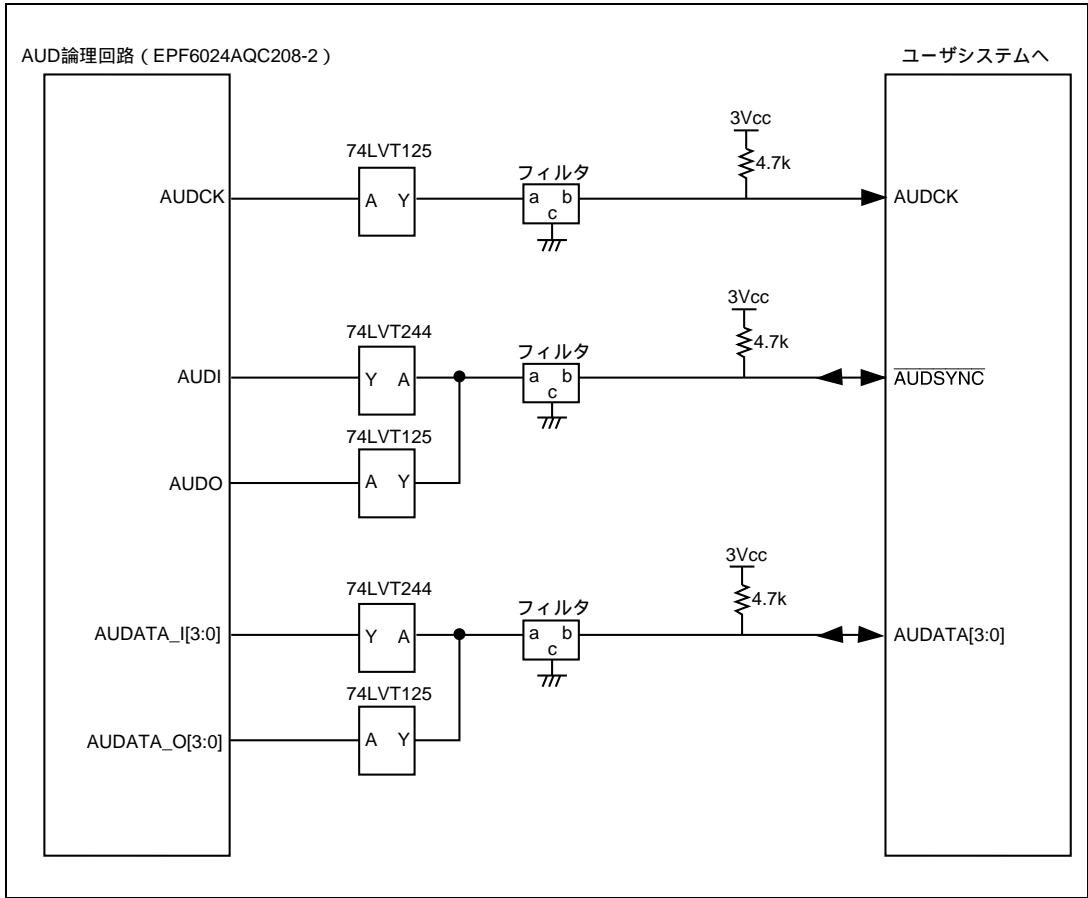 AUD論理回路（EPF6024AQC208-2）
ユーザシステムへ
3Vcc
74LVT125
4.7k
フィルタ
AUDCK
A Y
a b
c
AUDCK
3Vcc
74LVT244
4.7k
フィルタ
AUDI
Y A
a b
c
AUDSYNC
74LVT125
AUDO
A Y
3Vcc
74LVT244
4.7k
フィルタ
AUDATA_I[3:0]
Y A
a b
c
AUDATA[3:0]
74LVT125
AUDATA_O[3:0]
A Y